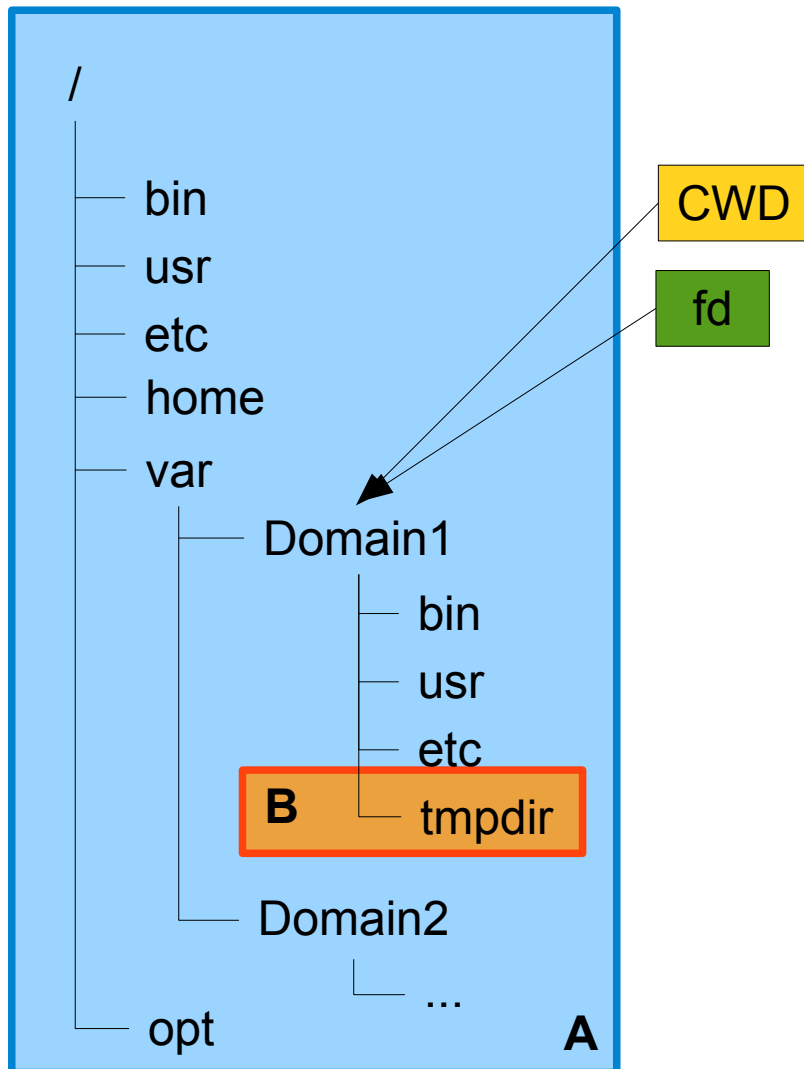 /
bin
CWD
usr
fd
etc
home
var
Domain1
bin
usr
etc
B
tmpdir
Domain2
...
opt
A